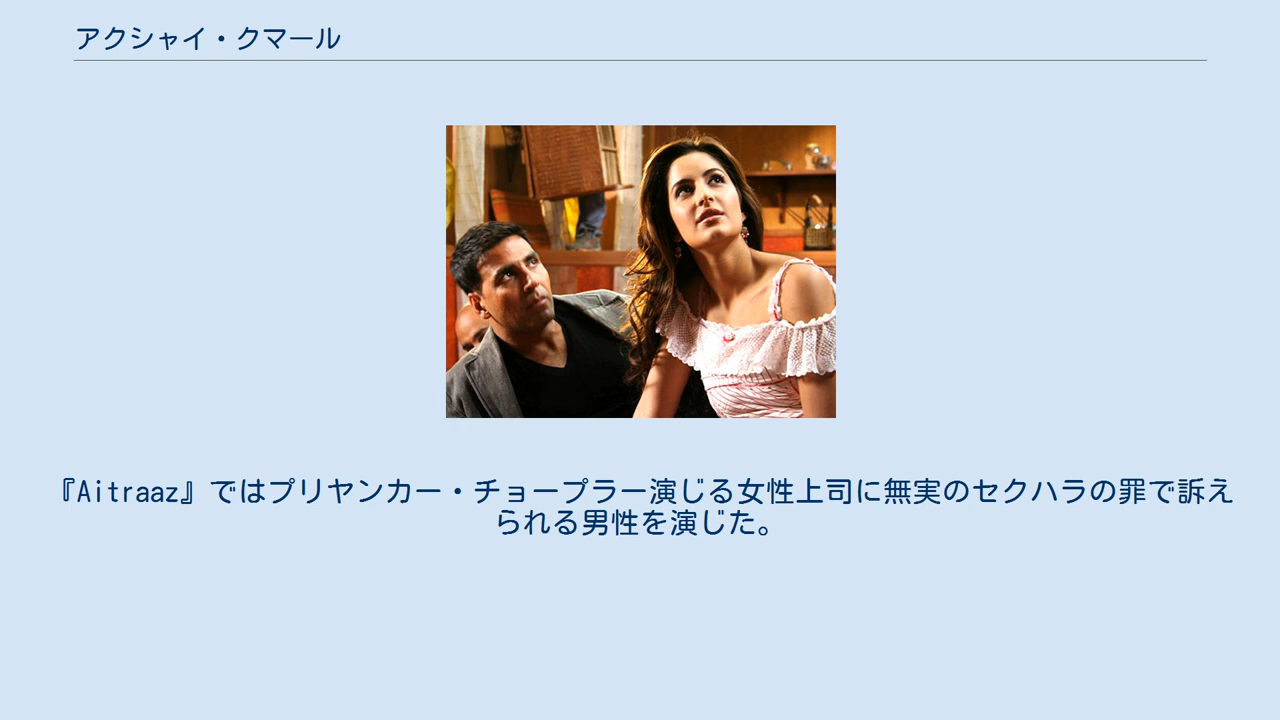 アクシャイ・クマール
『Aitraaz』ではプリヤンカー・チョープラー演じる女性上司に無実のセクハラの罪で訴え
られる男性を演じた。